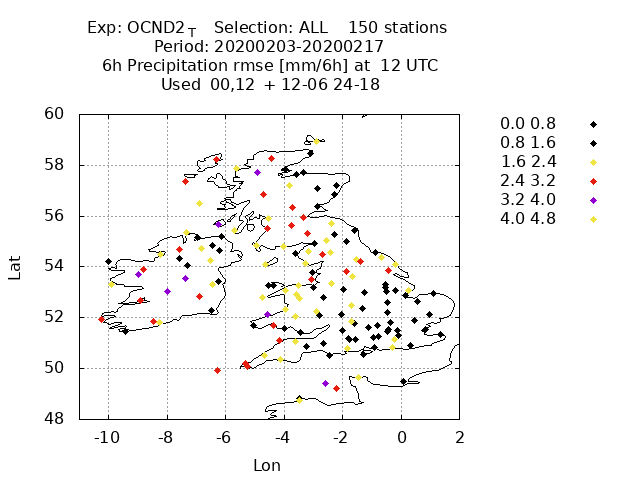 Exp: OCND2_T Selection: ALL 150 stations
Period: 20200203-20200217
6h Precipitation rmse [mm/6h] at 12 UTC
Used 00,12 + 12-06 24-18
60
58
56
54
52
50
48
Lat
-10 -8 -6 -4 -2 0 2
Lon
0.0 0.8
0.8 1.6
1.6 2.4
2.4 3.2
3.2 4.0
4.0 4.8